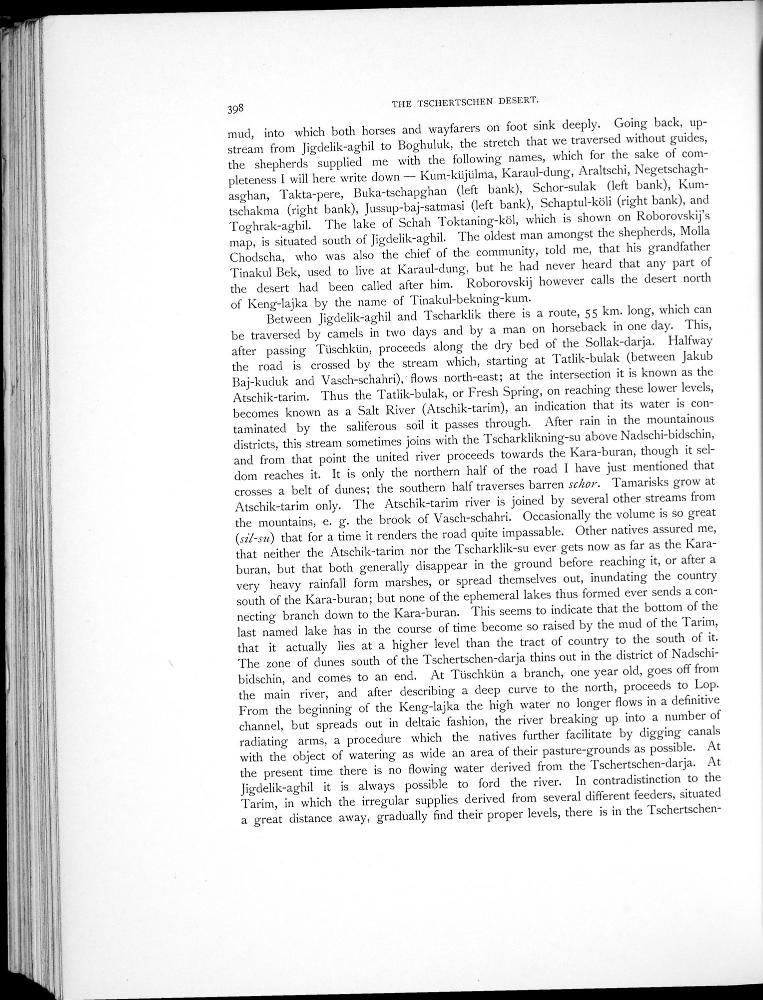 398
THE TSCHERTSCHEN DESERT.
mud, into which both horses and wayfarers on foot sink deeply. Going back, up-
stream from Jigdelik-aghil to Boghuluk, the stretch that we traversed without guides,
the shepherds supplied me with the following names, which for the sake of com-
pleteness I will here write down — Kum-küjülma, Karaul-dung, Araltschi, Negetschagh-
asghan, Takta-pere, Buka-tschapghan (left bank), Schor-sulak (left bank), Kum-
tschakma (right bank), Jussup-baj-satmasi (left bank), Schaptul-köli (right bank), and
Toghrak-aghil. The lake of Schah Toktaning-köl, which is shown on Roborovskij's
map, is situated south of Jigdelik-aghil. The oldest man amongst the shepherds, Molla
Chodscha, who was also the chief of the community, told me, that his grandfather
Tinakul Bek, used to live at Karaul-dung, but he had never heard that any part of
the desert had been called after him. Roborovskij however calls the desert north
of Keng-lajka by the name of Tinakul-bekning-kum.
Between Jigdelik-aghil and Tscharklik there is a route, 55 km. long, which can
be traversed by camels in two days and by a man on horseback in one day. This,
after passing Tüschkün, proceeds along the dry bed of the Sollak-darja. Halfway
the road is crossed by the stream which, starting at Tatlik-bulak (between Jakub
Baj-kuduk and Vasch-schahri), flows north-east; at the intersection it is known as the
Atschik-tarim. Thus the Tatlik-bulak, or Fresh Spring, on reaching these lower levels,
becomes known as a Salt River (Atschik-tarim), an indication that its water is con-
taminated by the saliferous soil it passes through. After rain in the mountainous
districts, this stream sometimes joins with the Tscharklikning-su above Nadschi-bidschin,
and from that point the united river proceeds towards the Kara-buran, though it sel-
dom reaches it. It is only the northern half of the road I have just mentioned that
crosses a belt of dunes; the southern half traverses barren schor. Tamarisks grow at
Atschik-tarim only. The Atschik-tarim river is joined by several other streams from
the mountains, e. g. the brook of Vasch-schahri. Occasionally the volume is so great
(sil-su) that for a time it renders the road quite impassable. Other natives assured me,
that neither the Atschik-tarim nor the Tscharklik-su ever gets now as far as the Kara-
buran, but that both generally disappear in the ground before reaching it, or after a
very heavy rainfall form marshes, or spread themselves out, inundating the country
south of the Kara-buran; but none of the ephemeral lakes thus formed ever sends a con-
necting branch down to the Kara-buran. This seems to indicate that the bottom of the
last named lake has in the course of time become so raised by the mud of the Tarim,
that it actually lies at a higher level than the tract of country to the south of it.
The zone of dunes south of the Tschertschen-darja thins out in the district of Nadschi-
bidschin, and comes to an end. At Tüschkün a branch, one year old, goes off from
the main river, and after describing a deep curve to the north, proceeds to Lop.
From the beginning of the Keng-lajka the high water no longer flows in a definitive
channel, but spreads out in deltaic fashion, the river breaking up into a number of
radiating arms, a procedure which the natives further facilitate by digging canals
with the object of watering as wide an area of their pasture-grounds as possible. At
the present time there is no flowing water derived from the Tschertschen-darja. At
Jigdelik-aghil it is always possible to ford the river. In contradistinction to the
Tarim, in which the irregular supplies derived from several different feeders, situated
a great distance away, gradually find their proper levels, there is in the Tschertschen-